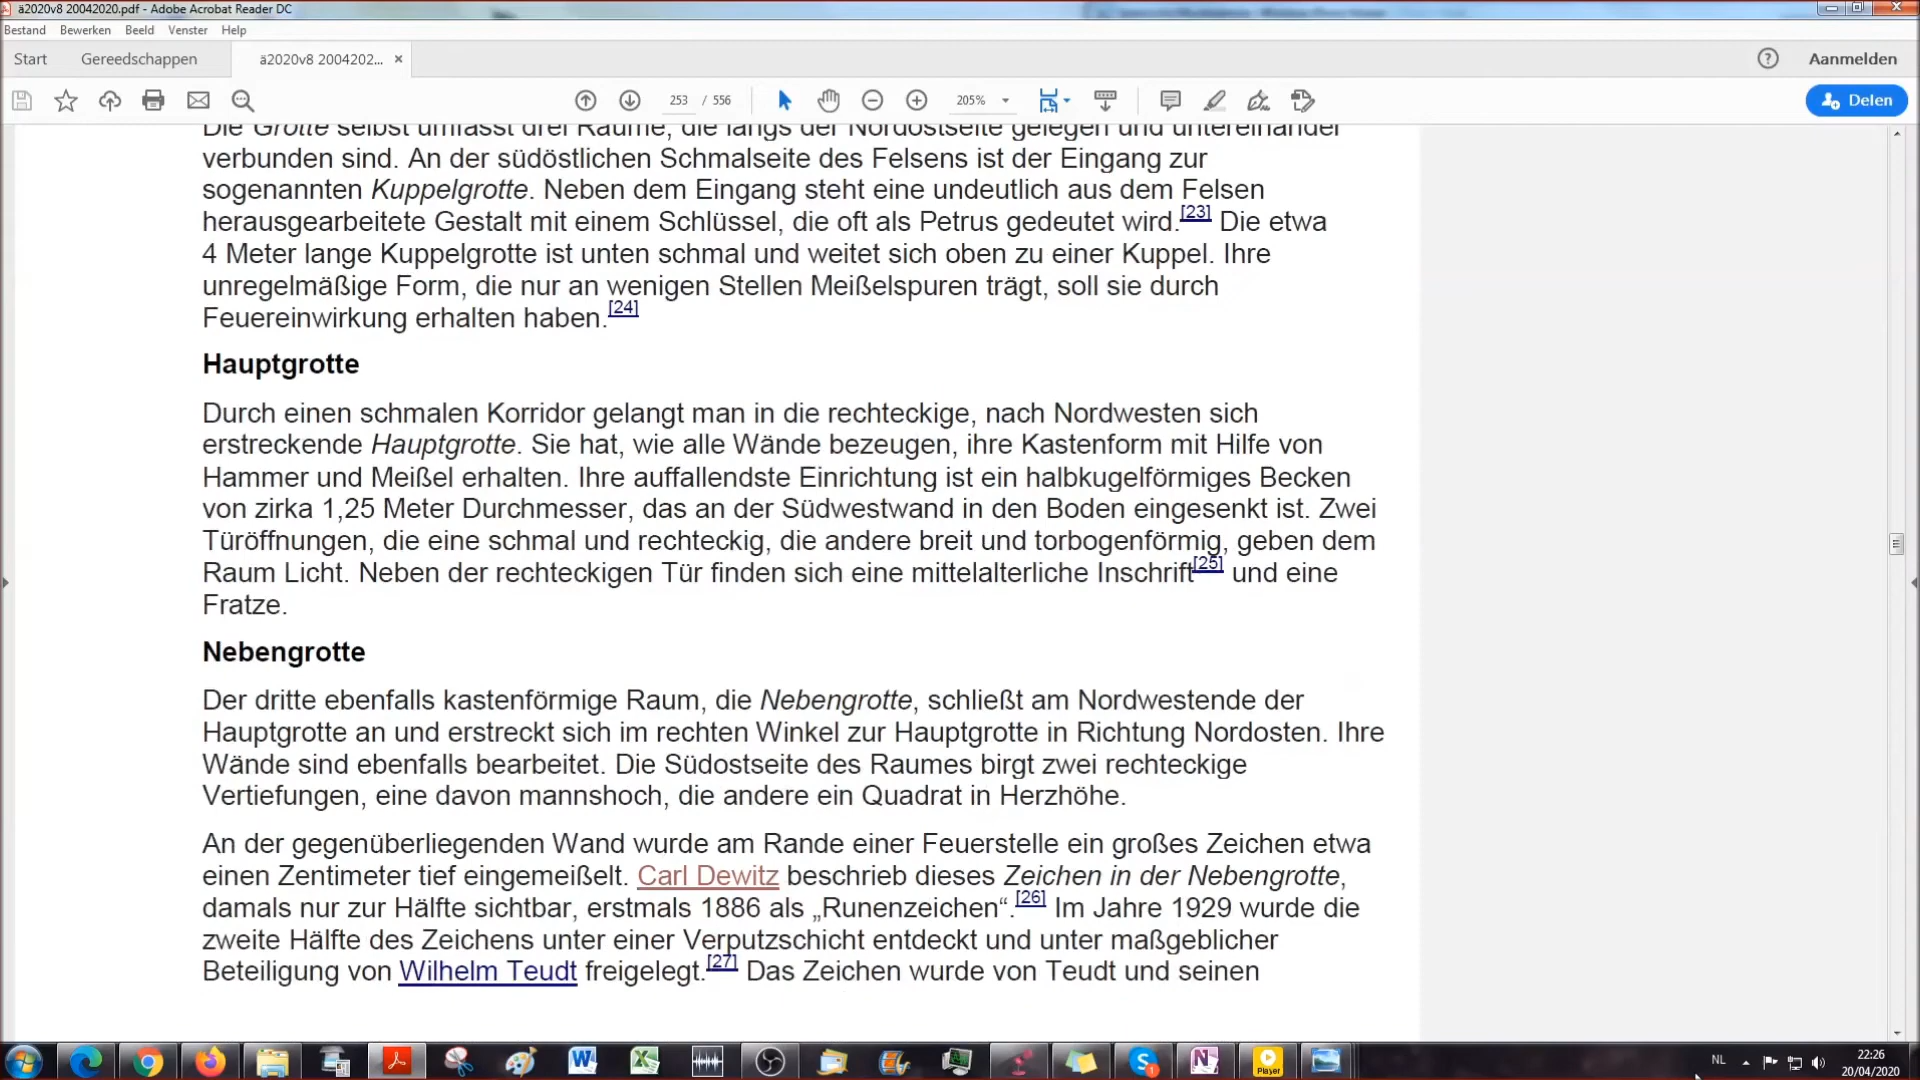 ä2020v8 20042020.pdf - Adobe Acrobat Reader DC
Bestand Bewerken Beeld Venster Help
Start Gereedschappen ä2020v8 2004202... × Aanmelden
253 / 556 205% Delen
Die Grotte selbst umfasst drei Räume, die längs der Nordostseite gelegen und untereinander
verbunden sind. An der südöstlichen Schmalseite des Felsens ist der Eingang zur
sogenannten Kuppelgrotte. Neben dem Eingang steht eine undeutlich aus dem Felsen
herausgearbeitete Gestalt mit einem Schlüssel, die oft als Petrus gedeutet wird.[23] Die etwa
4 Meter lange Kuppelgrotte ist unten schmal und weitet sich oben zu einer Kuppel. Ihre
unregelmäßige Form, die nur an wenigen Stellen Meißelspuren trägt, soll sie durch
Feuereinwirkung erhalten haben.[24]
Hauptgrotte
Durch einen schmalen Korridor gelangt man in die rechteckige, nach Nordwesten sich
erstreckende Hauptgrotte. Sie hat, wie alle Wände bezeugen, ihre Kastenform mit Hilfe von
Hammer und Meißel erhalten. Ihre auffallendste Einrichtung ist ein halbkugelförmiges Becken
von zirka 1,25 Meter Durchmesser, das an der Südwestwand in den Boden eingesenkt ist. Zwei
Türöffnungen, die eine schmal und rechteckig, die andere breit und torbogenförmig, geben dem
Raum Licht. Neben der rechteckigen Tür finden sich eine mittelalterliche Inschrift[25] und eine
Fratze.
Nebengrotte
Der dritte ebenfalls kastenförmige Raum, die Nebengrotte, schließt am Nordwestende der
Hauptgrotte an und erstreckt sich im rechten Winkel zur Hauptgrotte in Richtung Nordosten. Ihre
Wände sind ebenfalls bearbeitet. Die Südostseite des Raumes birgt zwei rechteckige
Vertiefungen, eine davon mannshoch, die andere ein Quadrat in Herzhöhe.
An der gegenüberliegenden Wand wurde am Rande einer Feuerstelle ein großes Zeichen etwa
einen Zentimeter tief eingemeißelt. Carl Dewitz beschrieb dieses Zeichen in der Nebengrotte,
damals nur zur Hälfte sichtbar, erstmals 1886 als „Runenzeichen“.[26] Im Jahre 1929 wurde die
zweite Hälfte des Zeichens unter einer Verputzschicht entdeckt und unter maßgeblicher
Beteiligung von Wilhelm Teudt freigelegt.[27] Das Zeichen wurde von Teudt und seinen
Player
NL
22:26
20/04/2020